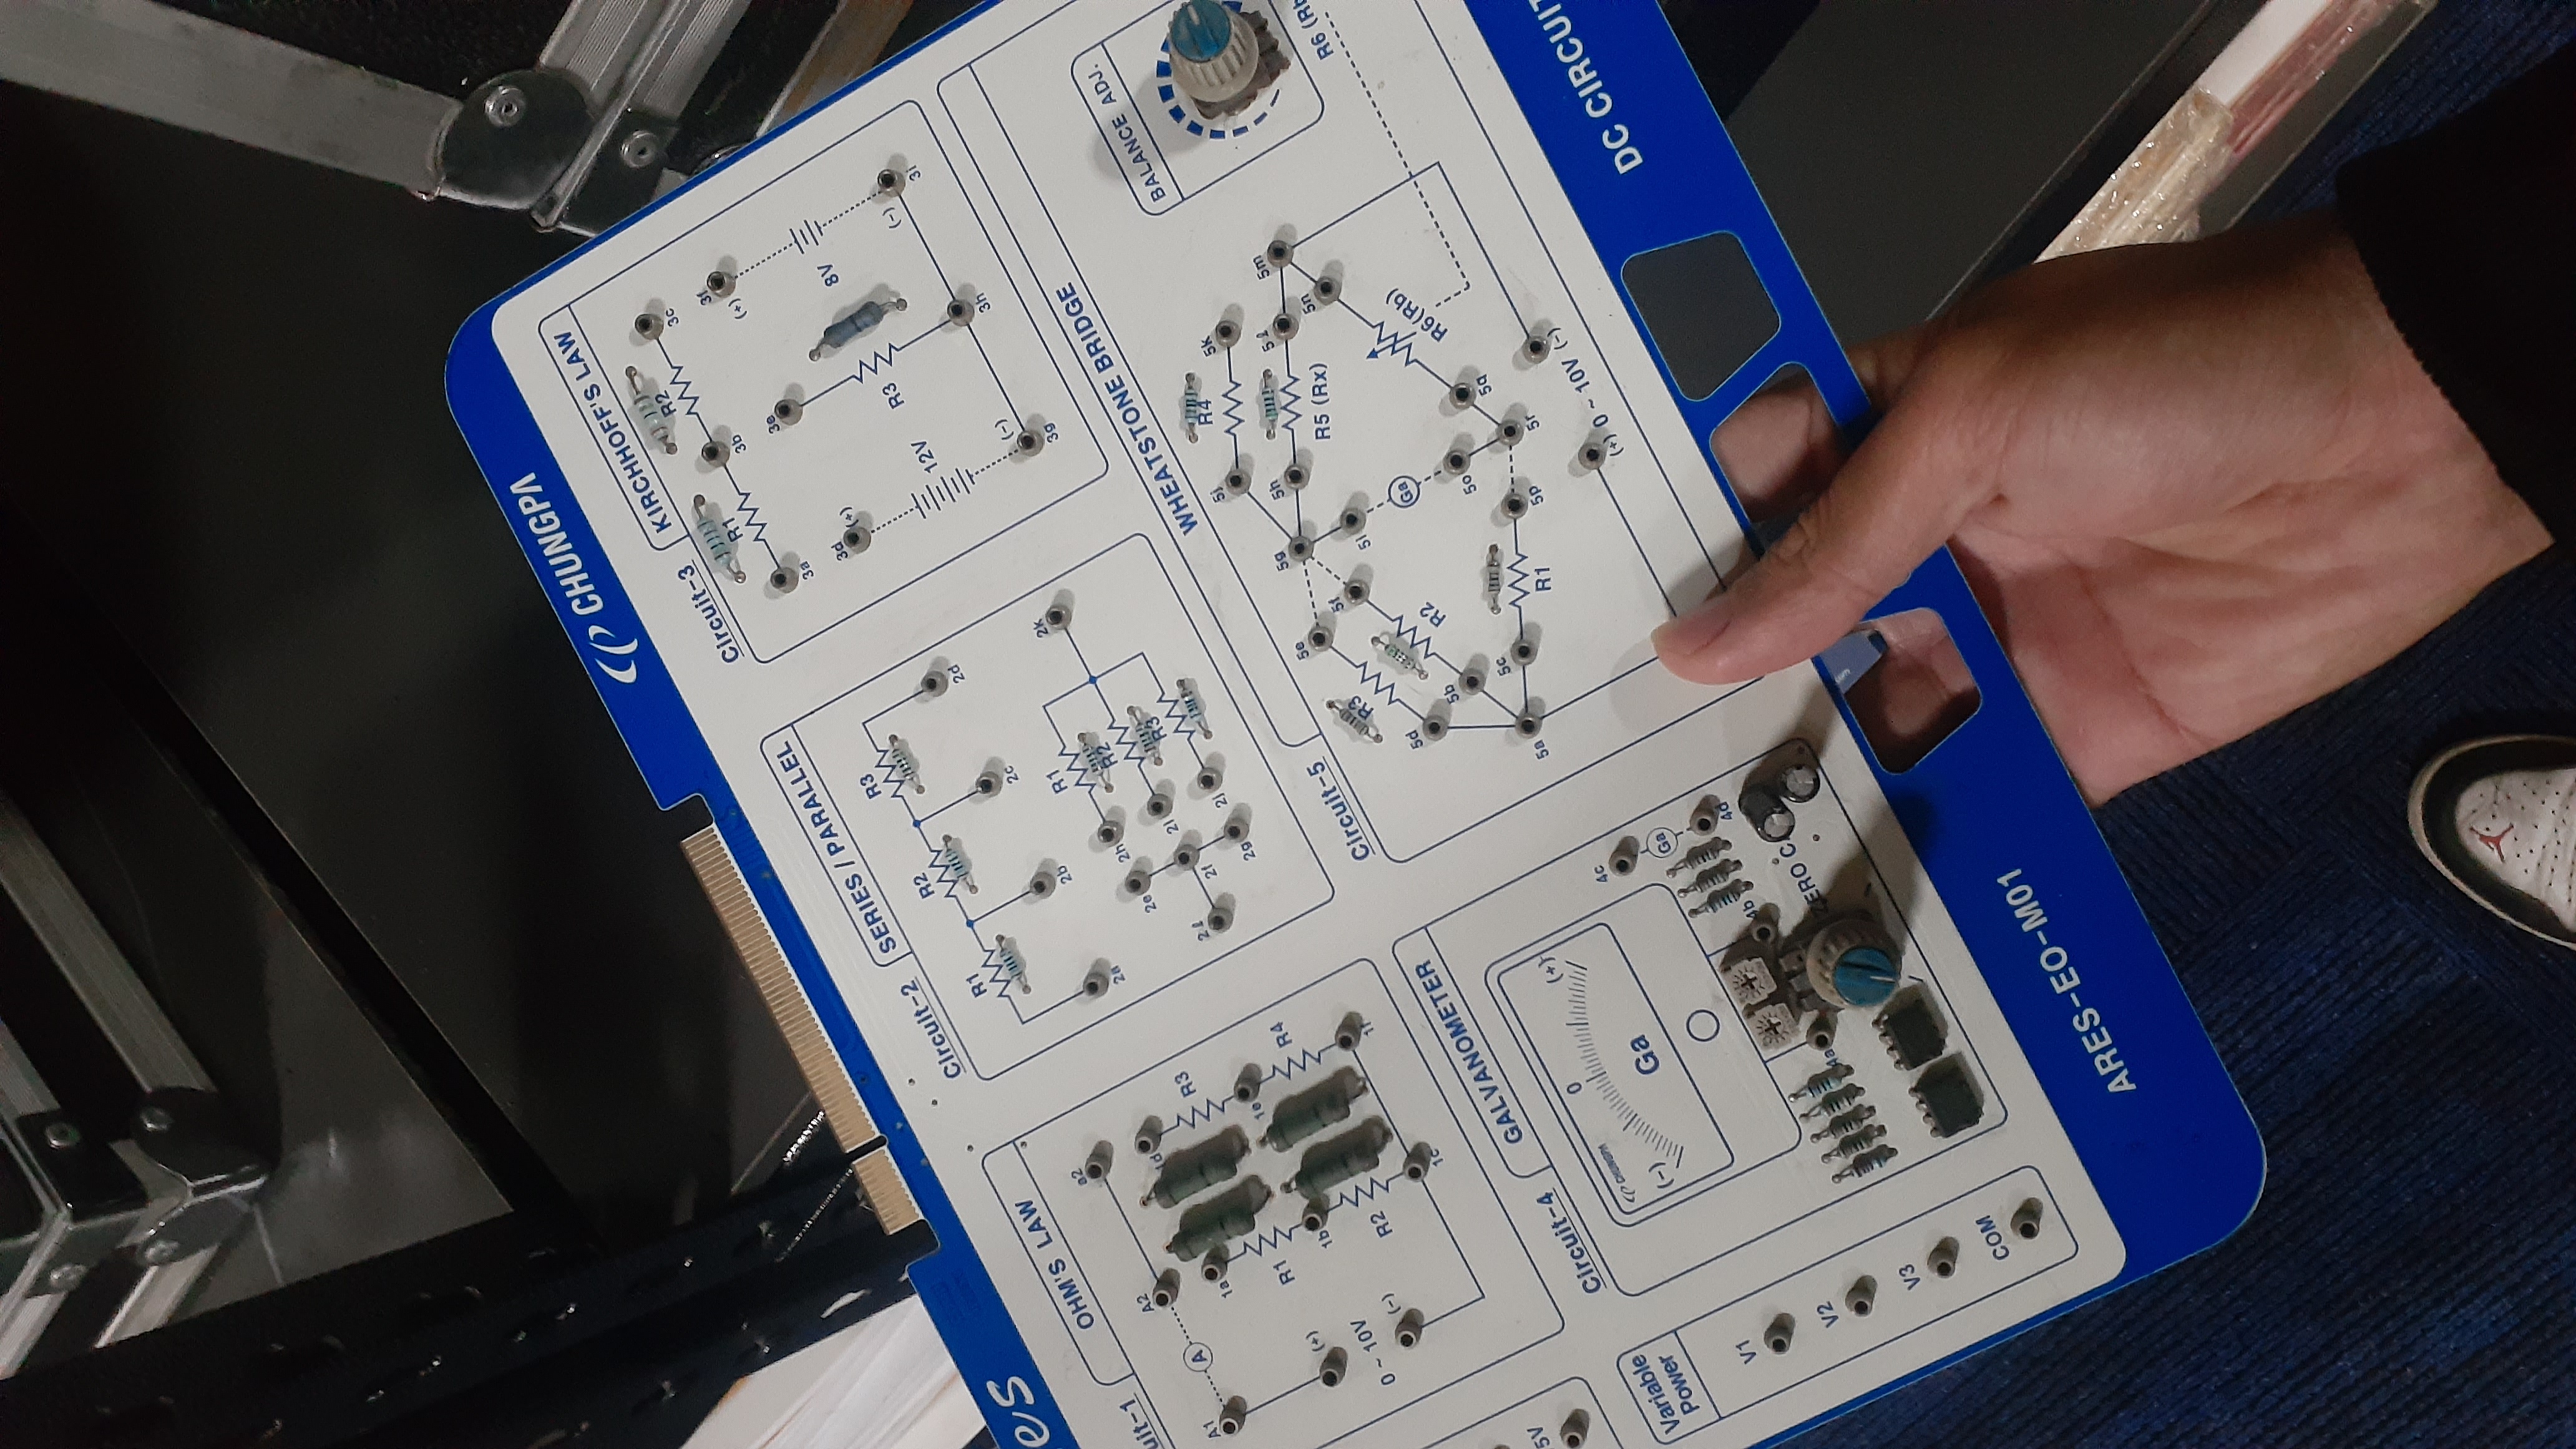 CHUNGPA
es
uit-1
OHM'S LAW
A1
A
A2
a2
1a
1d
R3
R1
1e
1b
R4
R2
1f
1c
(+)
0 ~ 10V
(-)
Circuit-2
SERIES / PARALLEL
R1
R2
R3
2a
2b
2c
2d
R1
2k
2h
R2
2e
2i
R3
2ℓ
2f
2j
2g
Circuit-3
KIRCHHOFF'S LAW
R1
R2
3a
3b
3c
3d
(+)
3e
3f
(+)
12V
R3
8V
(-)
3g
3h
(-)
3i
5V
Variable
Power
V1
V2
V3
COM
Circuit-4
GALVANOMETER
CHUNGPA
(-)
0
(+)
Ga
4c
Ga
4d
4b
4a
ZERO
Circuit-5
WHEATSTONE BRIDGE
BALANCE ADJ.
R4
5j
5k
5g
5h
5ℓ
5m
R5 (Rx)
5e
5f
5i
5n
R3
R2
Ga
R6(Rb)
R6 (Rb
5d
5b
5o
5q
5a
5c
R1
5p
5r
(+) 0 ~ 10V (-)
ARES-EO-M01
DC CIRCUIT